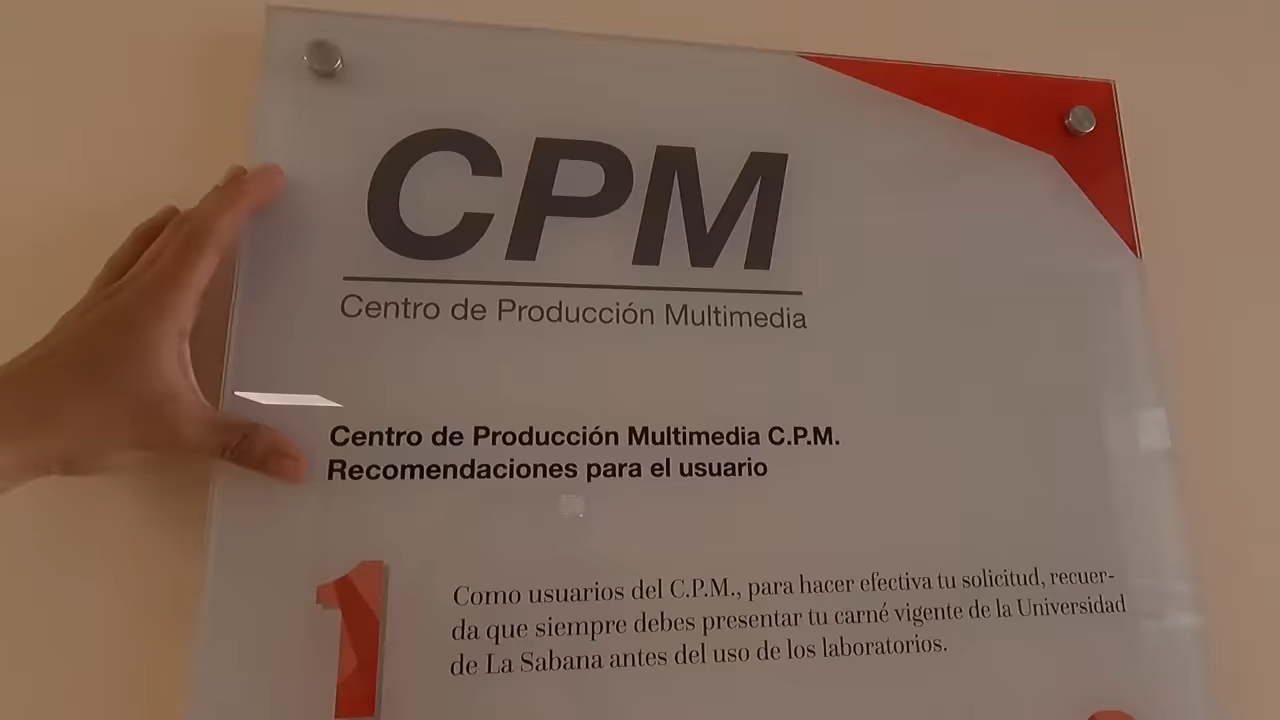 CPM
Centro de Producción Multimedia
Centro de Producción Multimedia C.P.M.
Recomendaciones para el usuario
1
Como usuarios del C.P.M., para hacer efectiva tu solicitud, recuer-
da que siempre debes presentar tu carné vigente de la Universidad
de La Sabana antes del uso de los laboratorios.